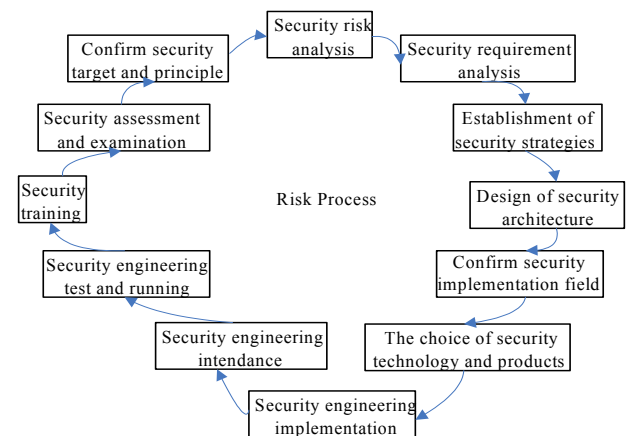 Security risk
analysis
Confirm security
target and principle
Security requirement
analysis
Security assessment
and examination
Establishment of
security strategies
Security
training
Risk Process
Design of security
architecture
Security engineering
test and running
Confirm security
implementation field
Security engineering
intendance
The choice of security
technology and products
Security engineering
implementation